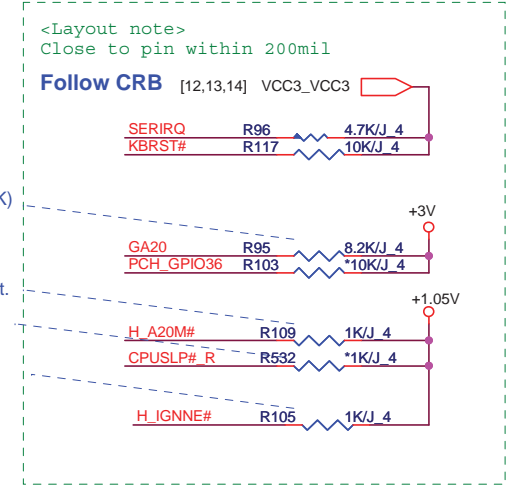 <Layout note>
Close to pin within 200mil
Follow CRB [12,13,14] VCC3_VCC3
SERIRQ R96 4.7K/J_4
KBRST# R117 10K/J_4
K)
+3V
GA20 R95 8.2K/J_4
PCH_GPIO36 R103 *10K/J_4
t.
+1.05V
H_A20M# R109 1K/J_4
CPUSLP#_R R532 *1K/J_4
H_IGNNE# R105 1K/J_4